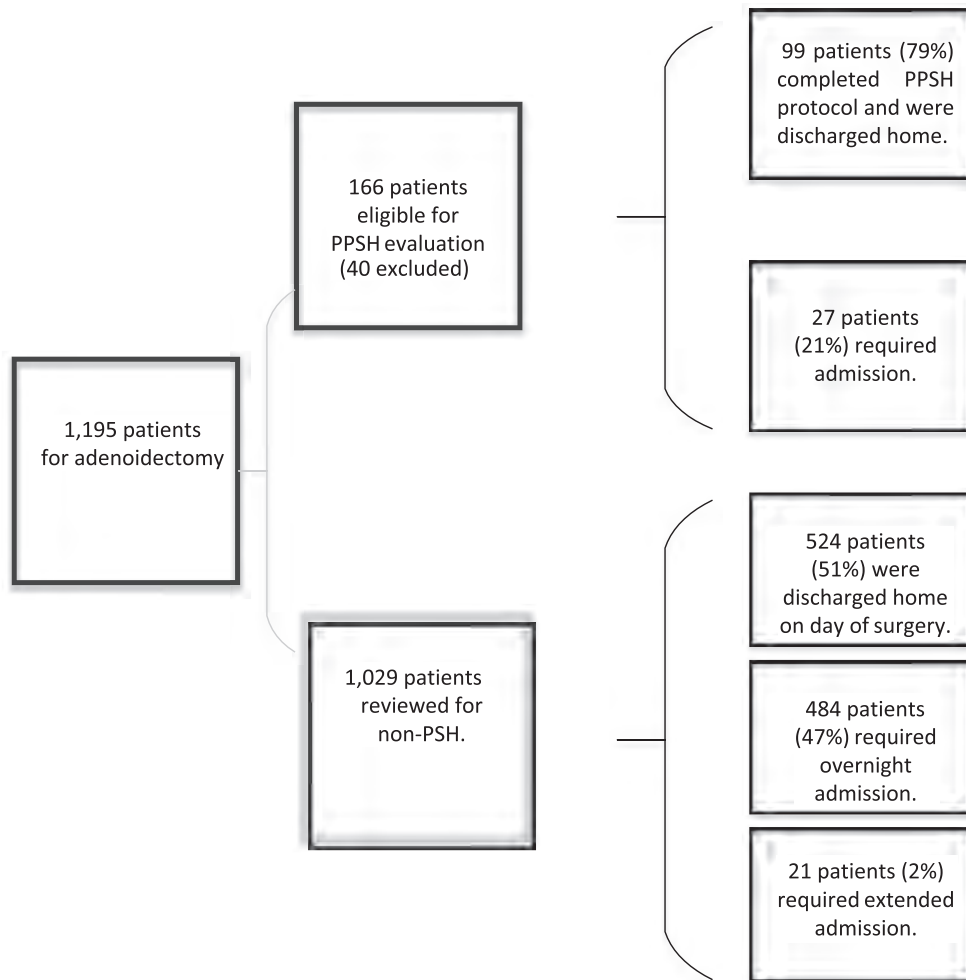 1,195 patients
for adenoidectomy
166 patients
eligible for
PPSH evaluation
(40 excluded)
99 patients (79%)
completed PPSH
protocol and were
discharged home.
27 patients
(21%) required
admission.
1,029 patients
reviewed for
non-PSH.
524 patients
(51%) were
discharged home
on day of surgery.
484 patients
(47%) required
overnight
admission.
21 patients (2%)
required extended
admission.